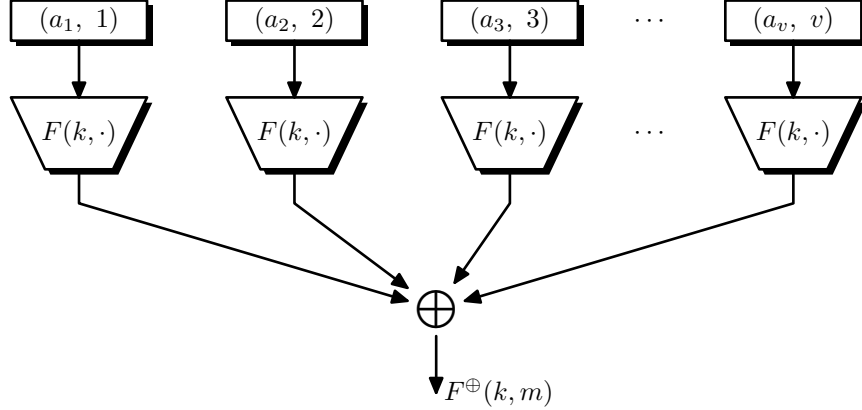 (a₁, 1) (a₂, 2) (a₃, 3) ⋯ (aᵥ, v)
F(k, ·) F(k, ·) F(k, ·) ⋯ F(k, ·)
F⊕(k, m)